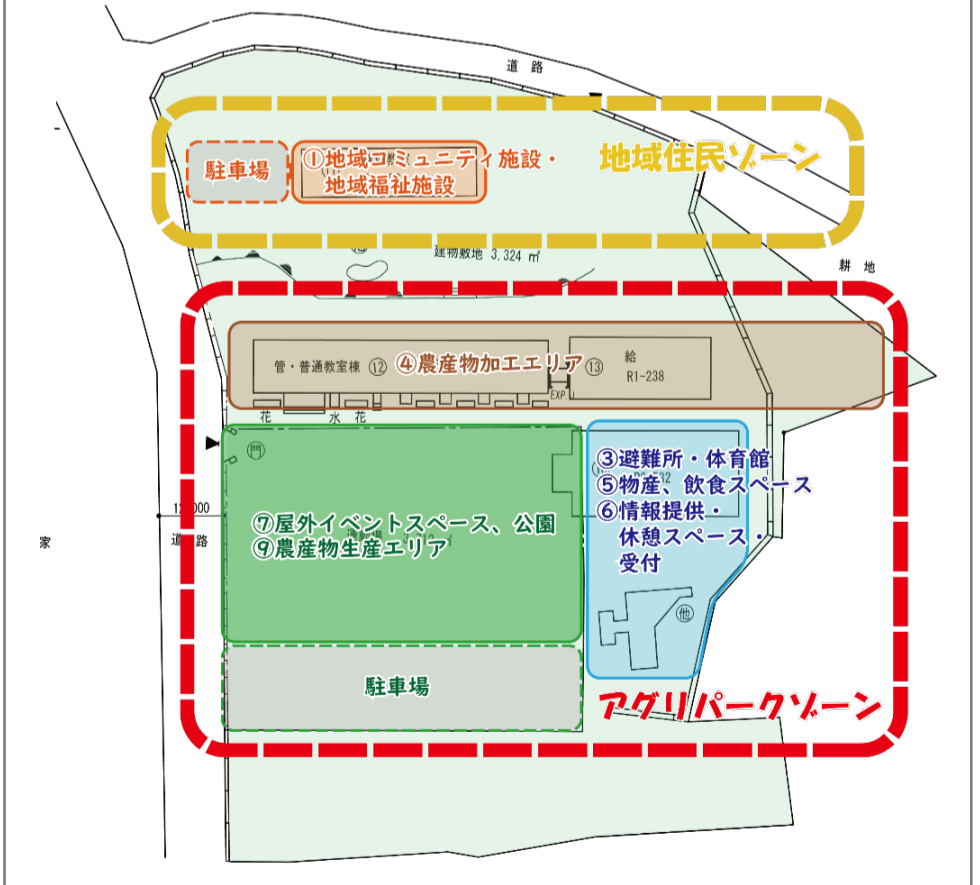 道路
駐車場
①地域コミュニティ施設・
地域福祉施設
地域住民ゾーン
建物敷地 3,324 ㎡
耕地
管・普通教室棟 ⑫
④農産物加工エリア
⑬
給
R1-238
EXP.J
花
水
花
門
③避難所・体育館
⑤物産、飲食スペース
⑥情報提供・
休憩スペース・
受付
⑦屋外イベントスペース、公園
⑨農産物生産エリア
道路
家
他
駐車場
アグリパークゾーン